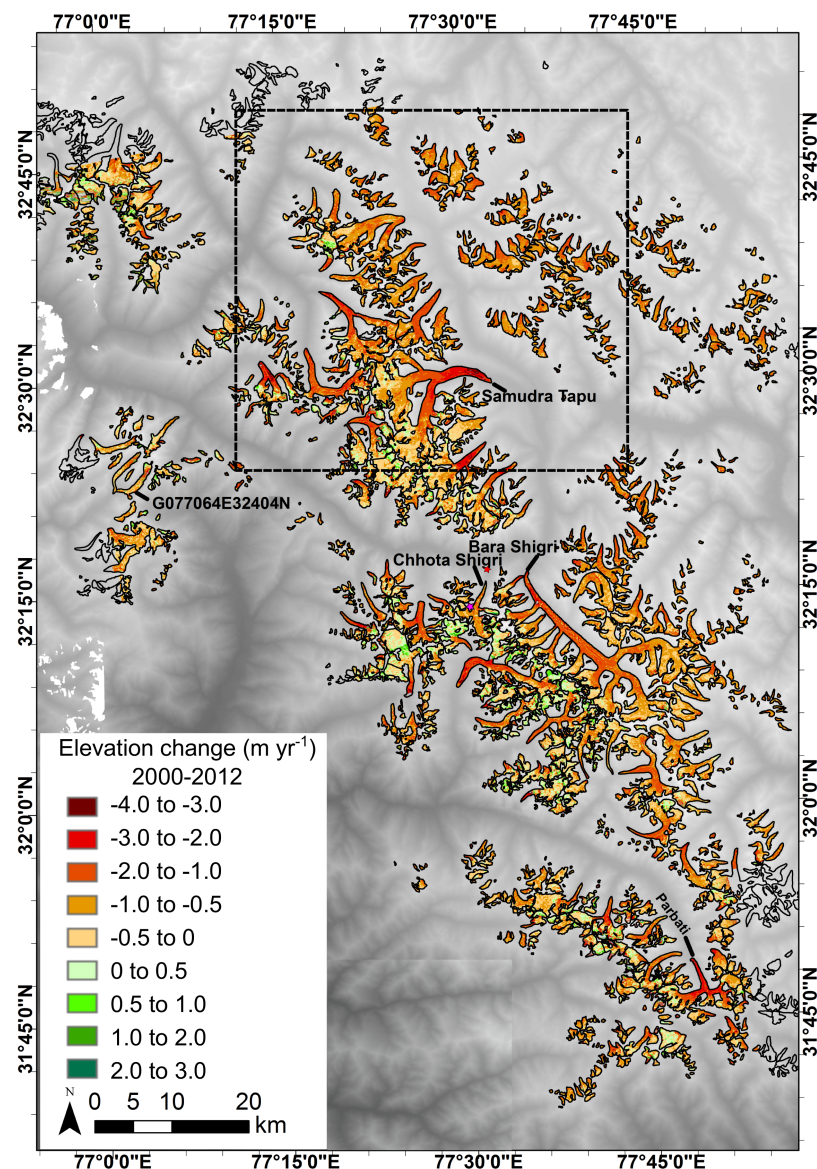 77°0'0"E 77°15'0"E 77°30'0"E 77°45'0"E
32°45'0"N 32°45'0"N
32°30'0"N 32°30'0"N
Samudra Tapu
G077064E32404N
Bara Shigri
Chhota Shigri
32°15'0"N 32°15'0"N
Elevation change (m yr⁻¹)
2000-2012
-4.0 to -3.0
-3.0 to -2.0
-2.0 to -1.0
-1.0 to -0.5
-0.5 to 0
0 to 0.5
0.5 to 1.0
1.0 to 2.0
2.0 to 3.0
32°0'0"N 32°0'0"N
Parbati
31°45'0"N 31°45'0"N
N
0 5 10 20
km
77°0'0"E 77°15'0"E 77°30'0"E 77°45'0"E